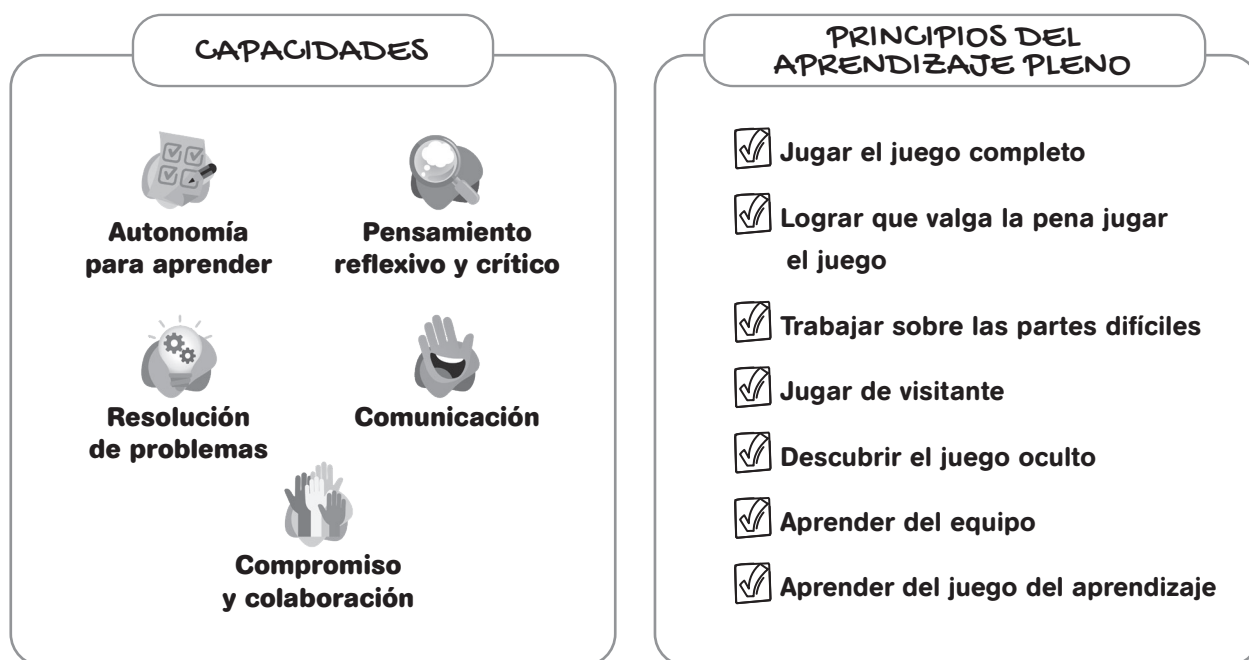 CAPACIDADES
Autonomía
para aprender
Pensamiento
reflexivo y crítico
Resolución
de problemas
Comunicación
Compromiso
y colaboración
PRINCIPIOS DEL
APRENDIZAJE PLENO
Jugar el juego completo
Lograr que valga la pena jugar
el juego
Trabajar sobre las partes difíciles
Jugar de visitante
Descubrir el juego oculto
Aprender del equipo
Aprender del juego del aprendizaje